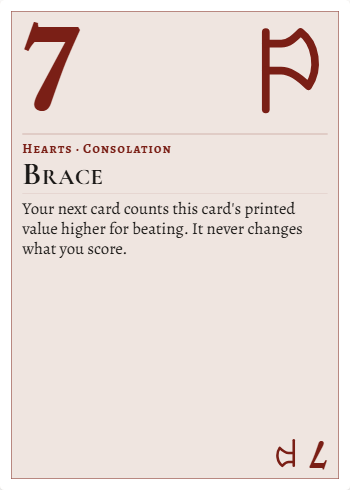 7
Hearts · Consolation
Brace
Your next card counts this card's printed
value higher for beating. It never changes
what you score.
7